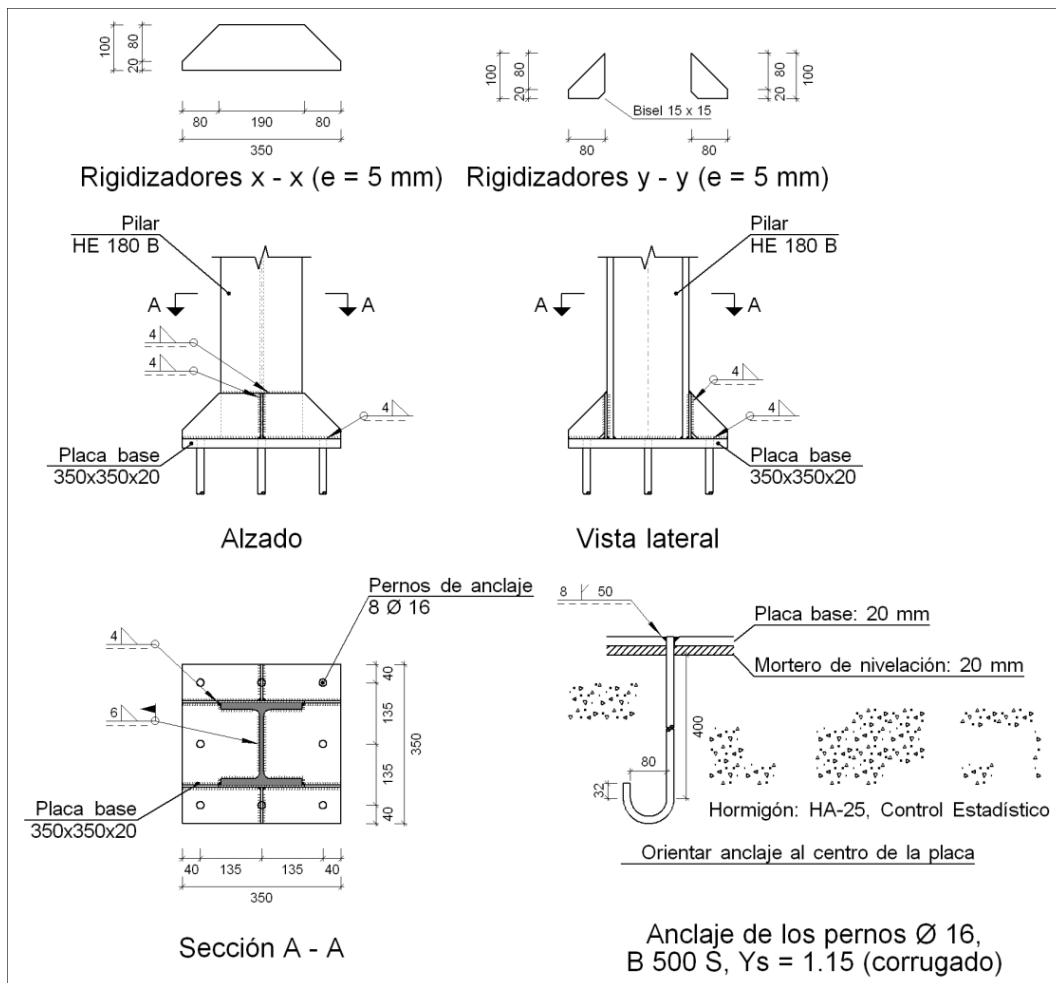 100
80
20
80
190
80
350
Rigidizadores x - x (e = 5 mm)
100
80
20
Bisel 15 x 15
80
80
20
100
80
Rigidizadores y - y (e = 5 mm)
Pilar
HE 180 B
A
A
4
4
4
Placa base
350x350x20
Alzado
Pilar
HE 180 B
A
A
4
4
Placa base
350x350x20
Vista lateral
Pernos de anclaje
8 Ø 16
4
6
Placa base
350x350x20
40
135
135
40
350
40
135
135
40
350
Sección A - A
8
50
Placa base: 20 mm
Mortero de nivelación: 20 mm
400
80
32
Hormigón: HA-25, Control Estadístico
Orientar anclaje al centro de la placa
Anclaje de los pernos Ø 16,
B 500 S, Ys = 1.15 (corrugado)